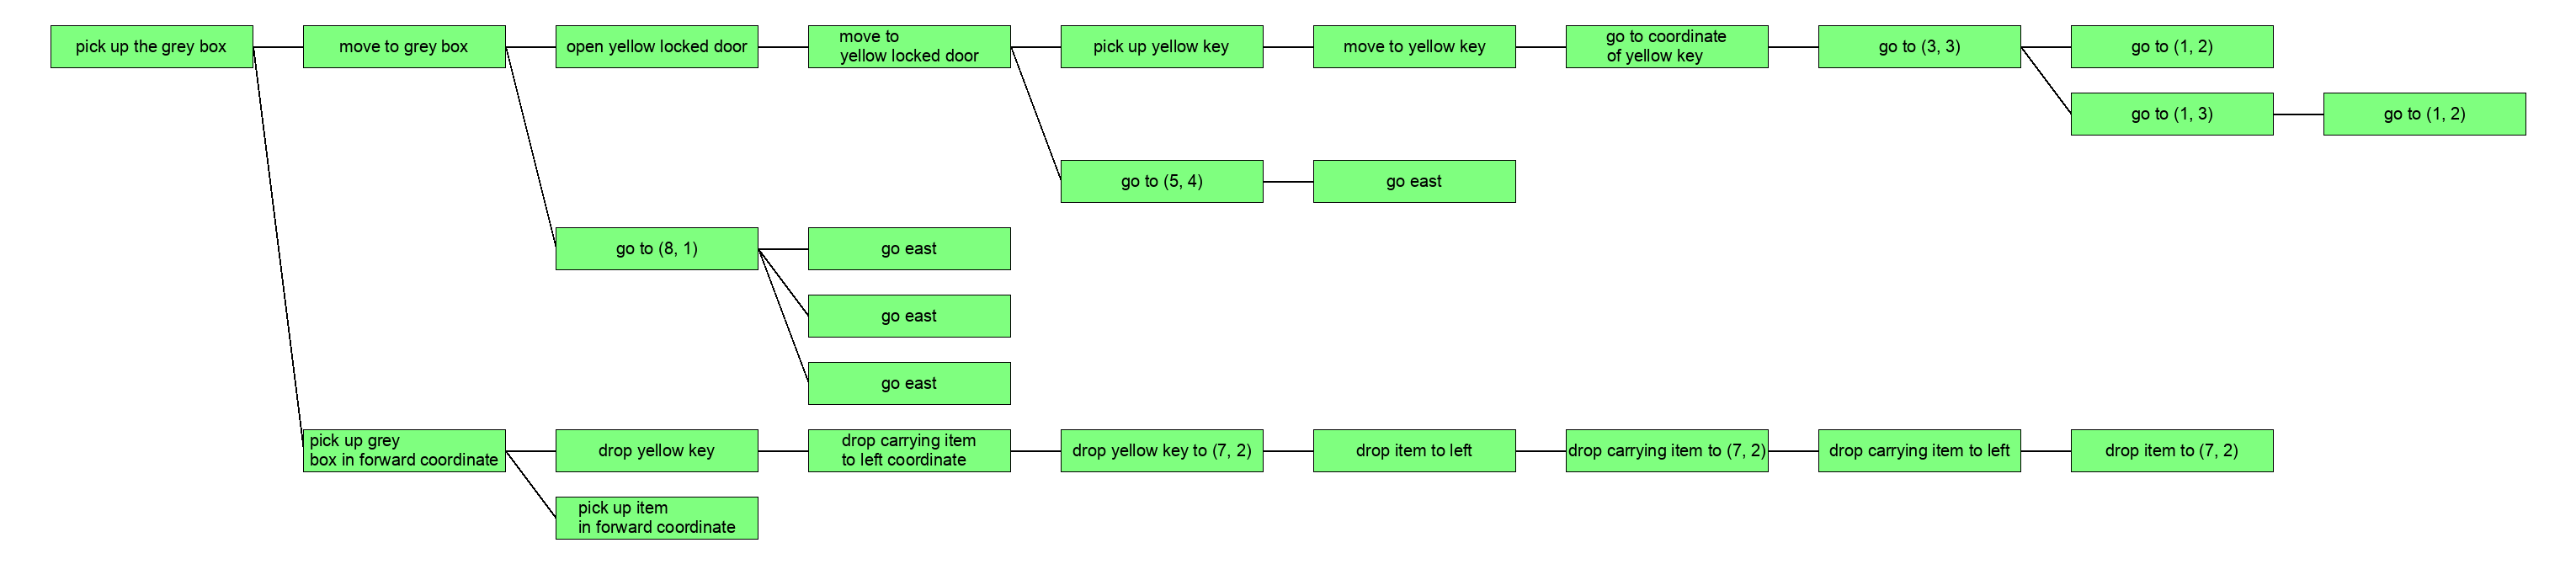 pick up the grey box
move to grey box
open yellow locked door
move to
yellow locked door
pick up yellow key
move to yellow key
go to coordinate
of yellow key
go to (3, 3)
go to (1, 2)
go to (1, 3)
go to (1, 2)
go to (5, 4)
go east
go to (8, 1)
go east
go east
go east
pick up grey
box in forward coordinate
drop yellow key
drop carrying item
to left coordinate
drop yellow key to (7, 2)
drop item to left
drop carrying item to (7, 2)
drop carrying item to left
drop item to (7, 2)
pick up item
in forward coordinate